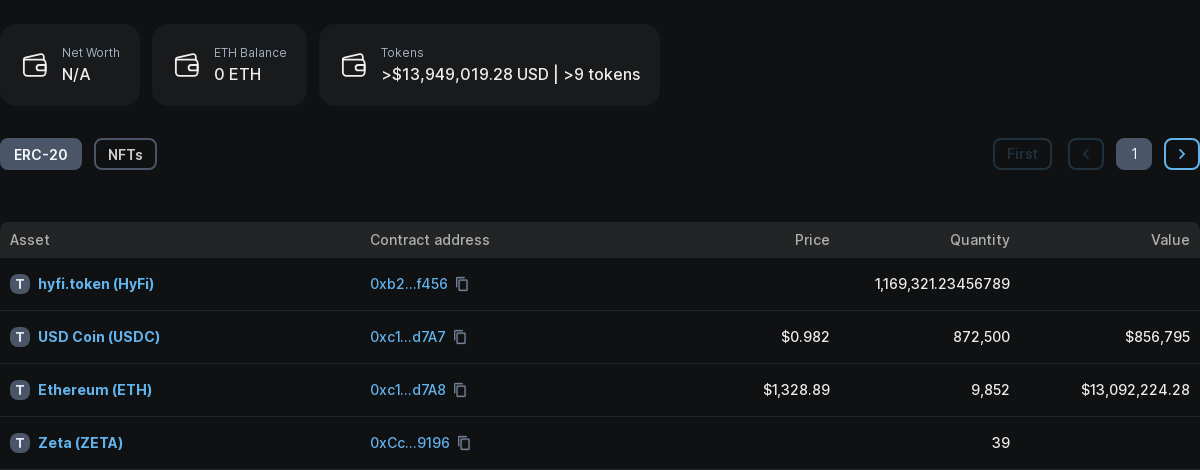 Net Worth
N/A
ETH Balance
0 ETH
Tokens
>$13,949,019.28 USD | >9 tokens
ERC-20 NFTs First 1
Asset Contract address Price Quantity Value
T hyfi.token (HyFi) 0xb2...f456 1,169,321.23456789
T USD Coin (USDC) 0xc1...d7A7 $0.982 872,500 $856,795
T Ethereum (ETH) 0xc1...d7A8 $1,328.89 9,852 $13,092,224.28
T Zeta (ZETA) 0xCc...9196 39